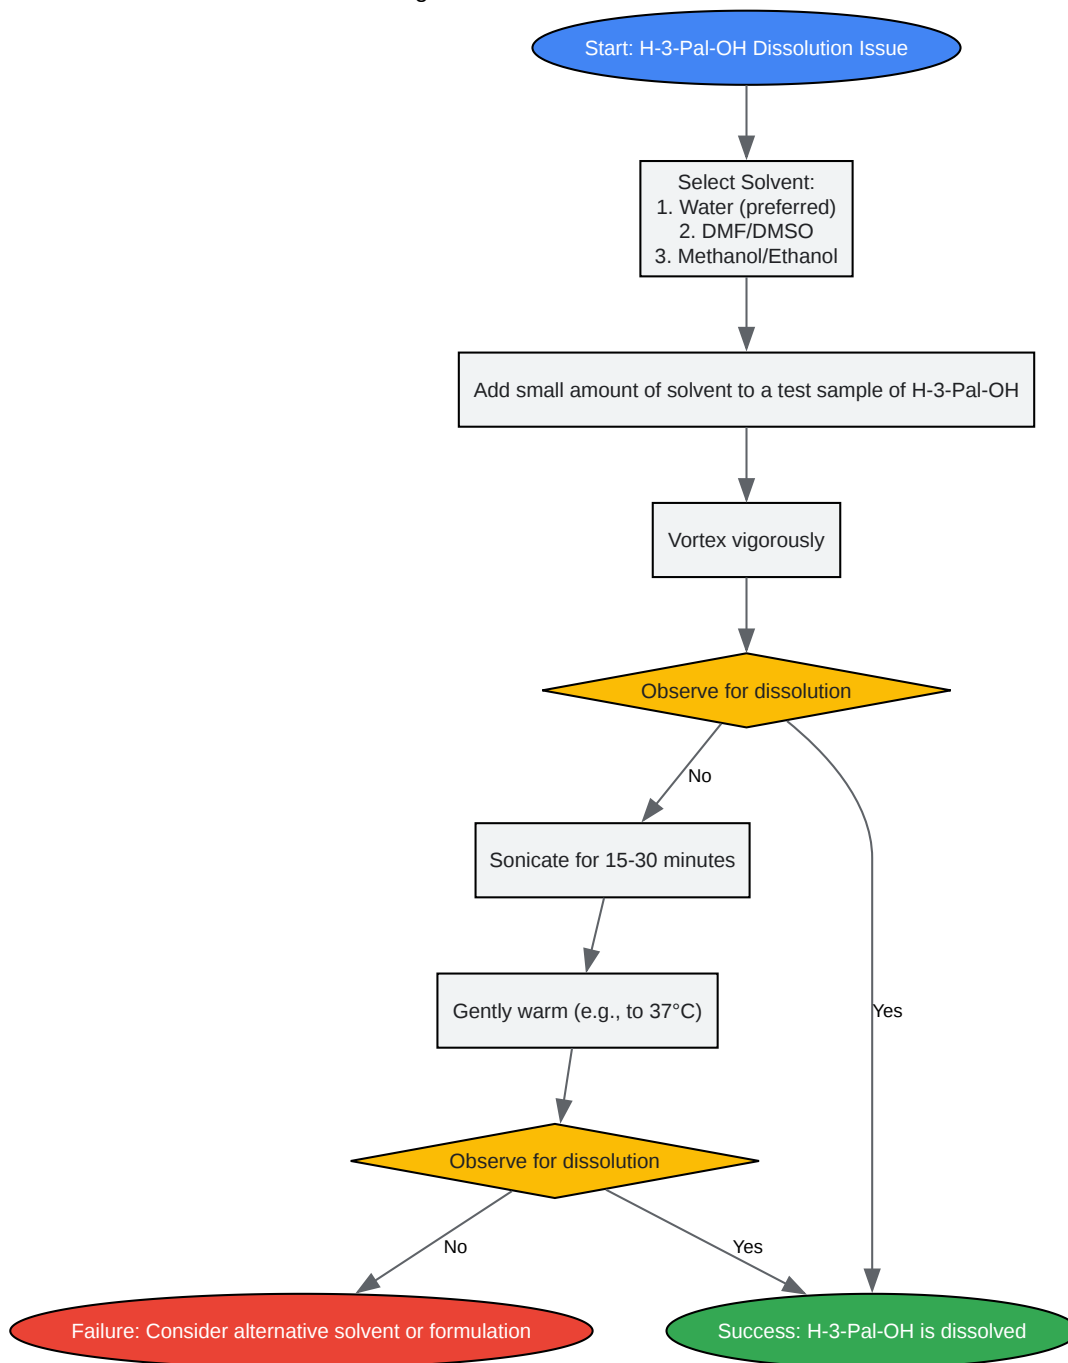 Start: H-3-Pal-OH Dissolution Issue
Select Solvent:
1. Water (preferred)
2. DMF/DMSO
3. Methanol/Ethanol
Add small amount of solvent to a test sample of H-3-Pal-OH
Vortex vigorously
Observe for dissolution
No
Sonicate for 15-30 minutes
Gently warm (e.g., to 37°C)
Yes
Observe for dissolution
No
Yes
Failure: Consider alternative solvent or formulation
Success: H-3-Pal-OH is dissolved